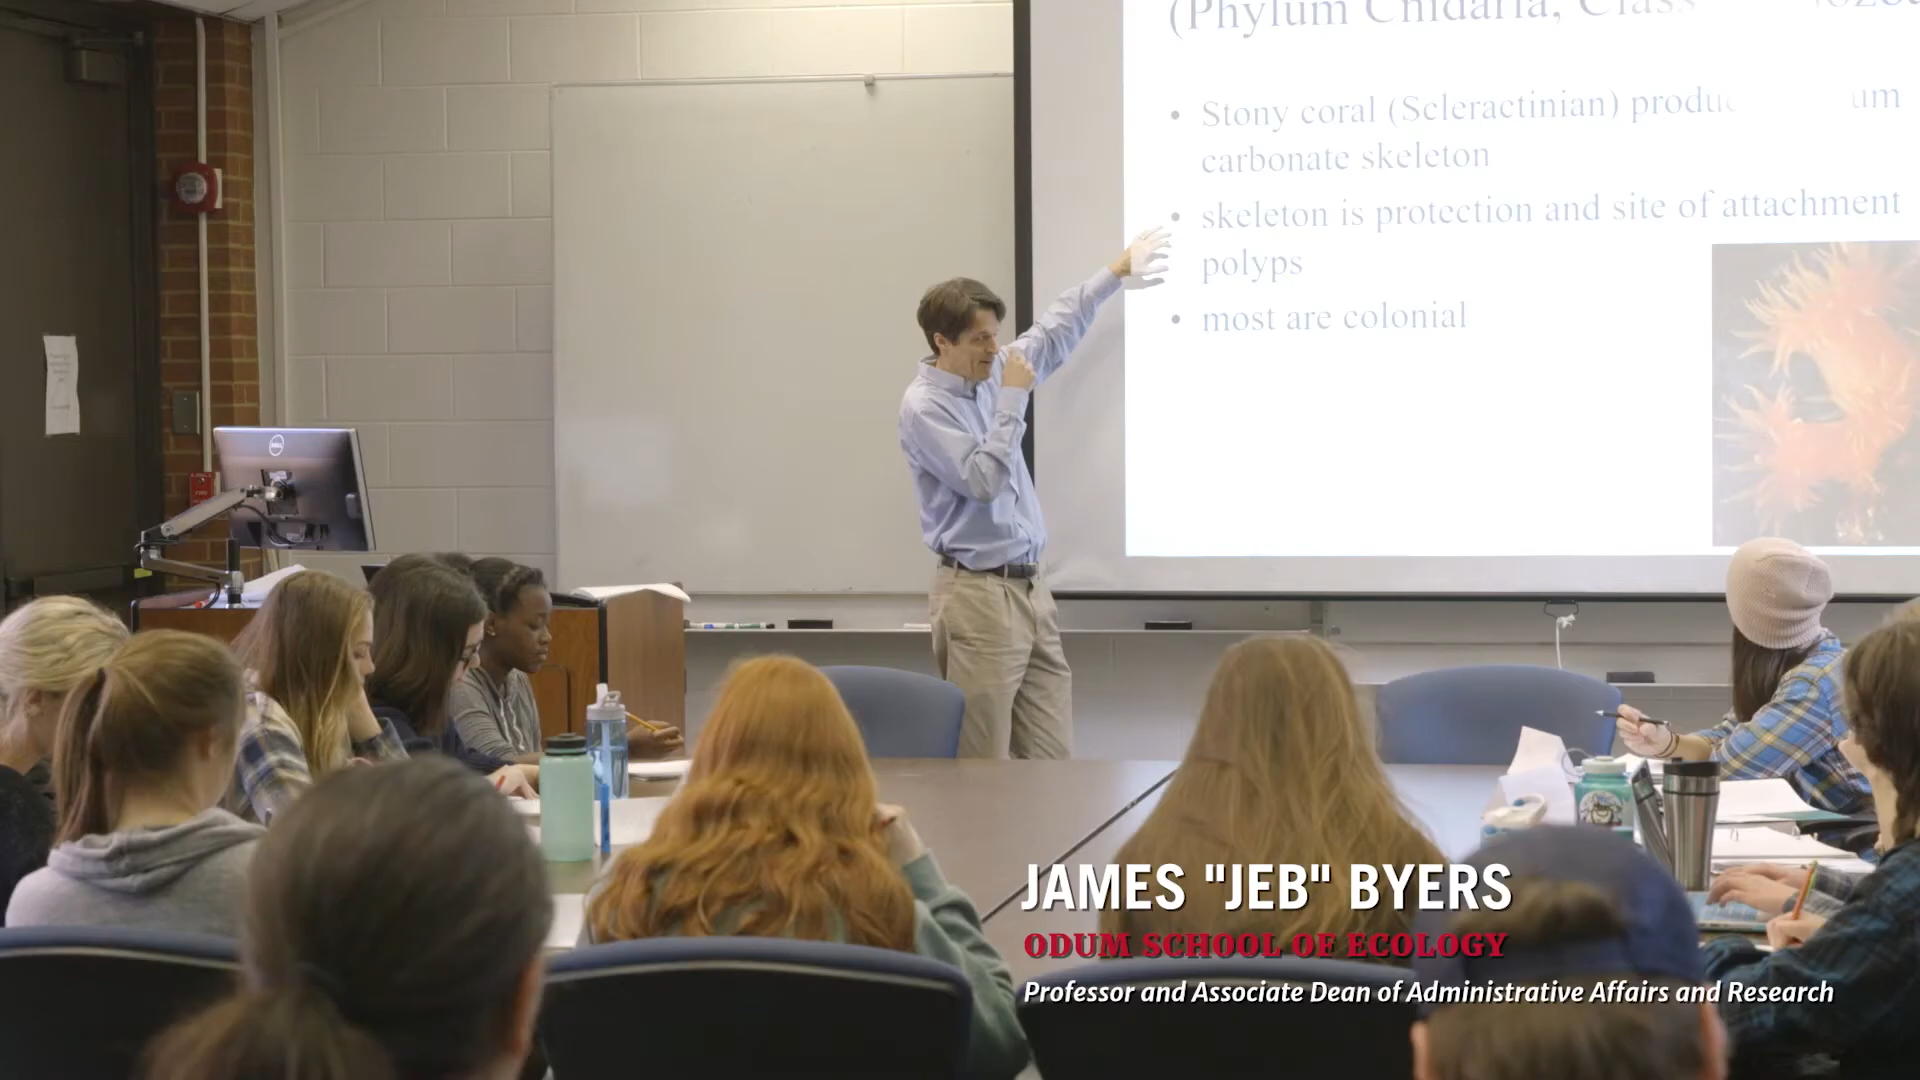 (Phylum Cnidaria, Class
Stony coral (Scleractinian)
carbonate skeleton
skeleton is protection and site of attachment
polyps
most are colonial
DELL
JAMES "JEB" BYERS
ODUM SCHOOL OF ECOLOGY
Professor and Associate Dean of Administrative Affairs and Research